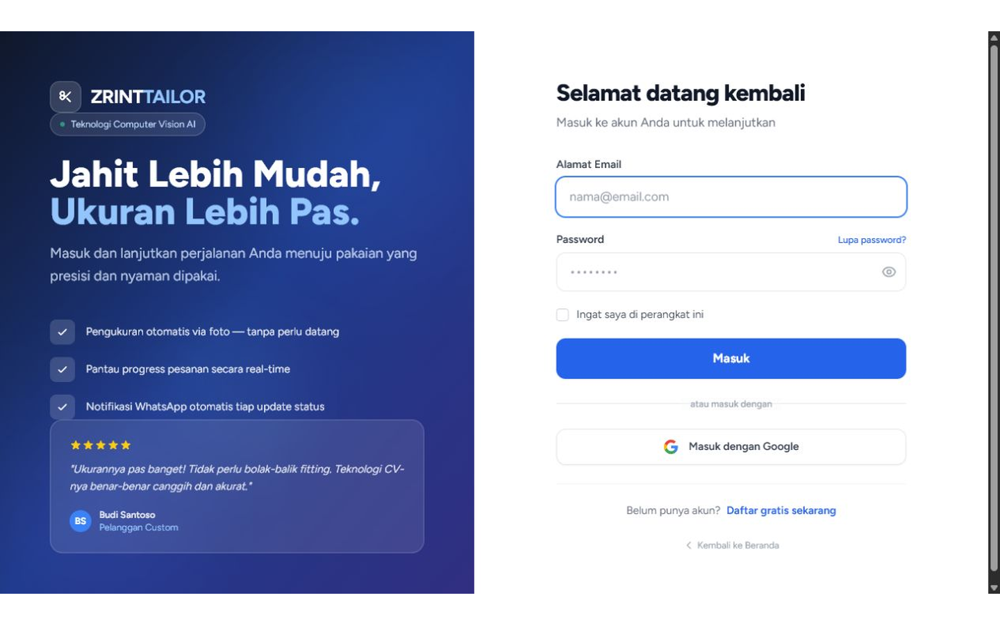 ZRINTTAILOR
Teknologi Computer Vision AI
Jahit Lebih Mudah,
Ukuran Lebih Pas.
Masuk dan lanjutkan perjalanan Anda menuju pakaian yang
presisi dan nyaman dipakai.
Pengukuran otomatis via foto — tanpa perlu datang
Pantau progress pesanan secara real-time
Notifikasi WhatsApp otomatis tiap update status
"Ukurannya pas banget! Tidak perlu bolak-balik fitting. Teknologi CV-
nya benar-benar canggih dan akurat."
BS
Budi Santoso
Pelanggan Custom
Selamat datang kembali
Masuk ke akun Anda untuk melanjutkan
Alamat Email
nama@email.com
Password
Lupa password?
Ingat saya di perangkat ini
Masuk
atau masuk dengan
Masuk dengan Google
Belum punya akun? Daftar gratis sekarang
Kembali ke Beranda